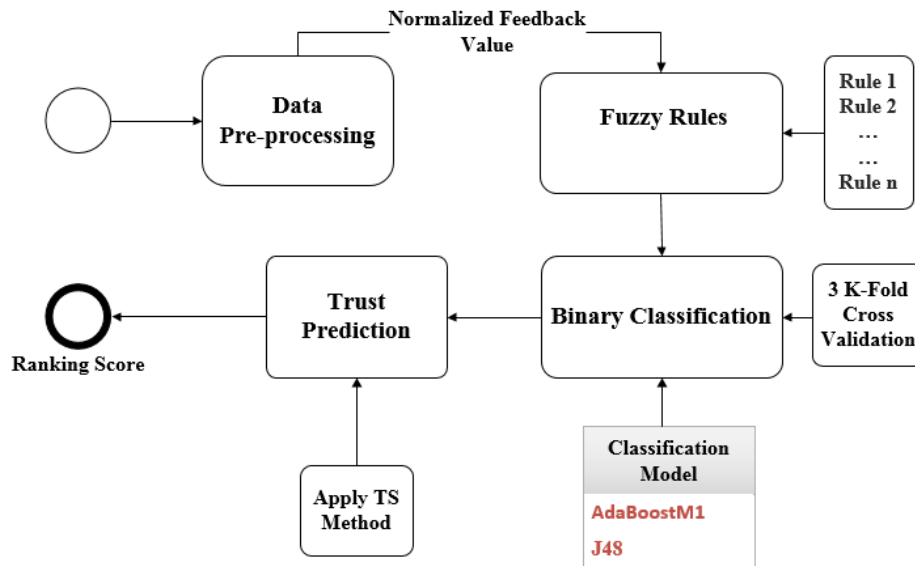 Normalized Feedback
Value
Data
Pre-processing
Fuzzy Rules
Rule 1
Rule 2
…
…
Rule n
Ranking Score
Trust
Prediction
Binary Classification
3 K-Fold
Cross
Validation
Apply TS
Method
Classification
Model
AdaBoostM1
J48